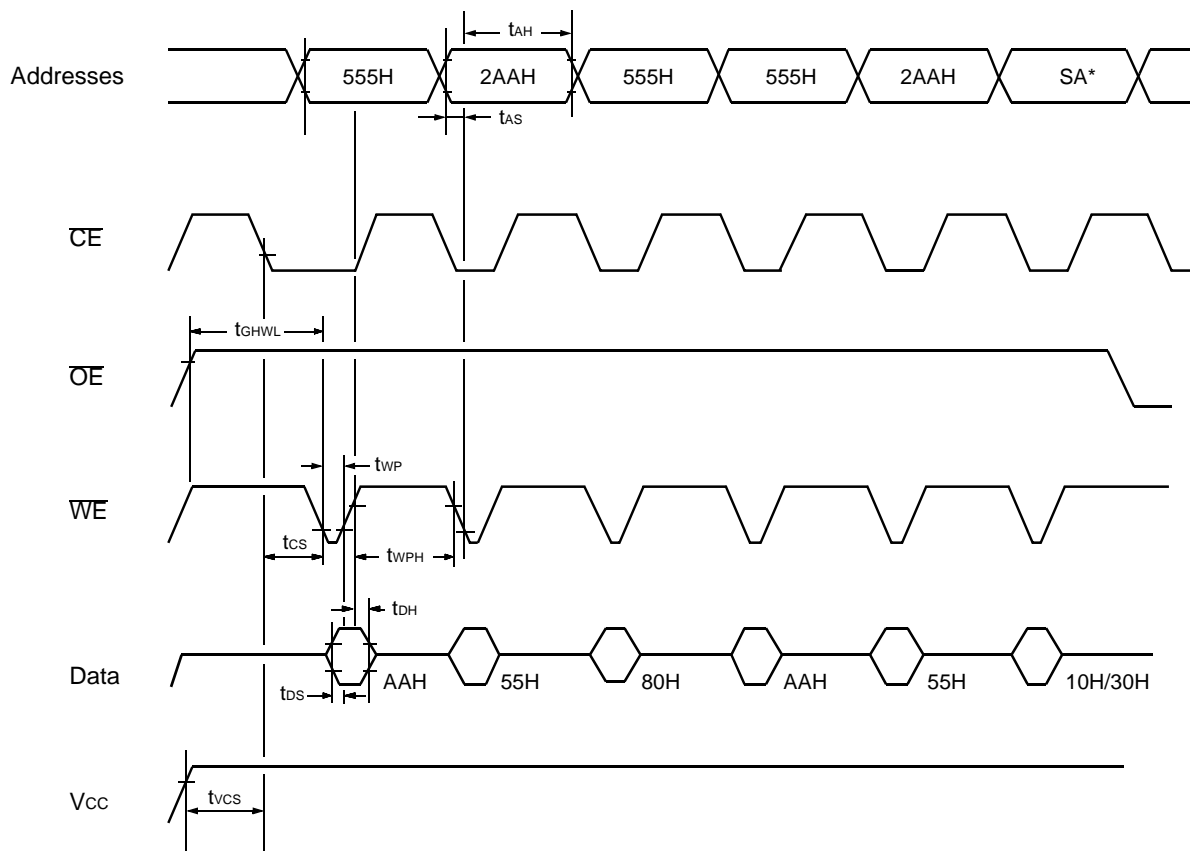 tAH
Addresses 555H 2AAH 555H 555H 2AAH SA*
tAS
CE
tGHWL
OE
tWP
WE
tCS tWPH
tDH
Data AAH 55H 80H AAH 55H 10H/30H
tDS
VCC tVCS